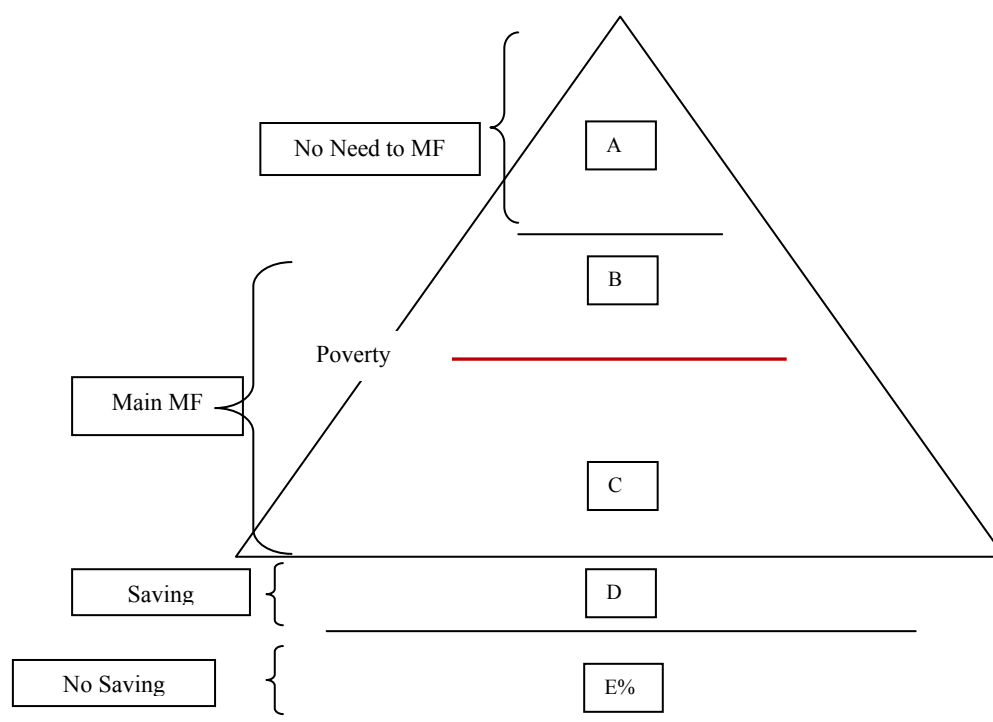 No Need to MF
A
B
Poverty
Main MF
C
Saving
D
No Saving
E%